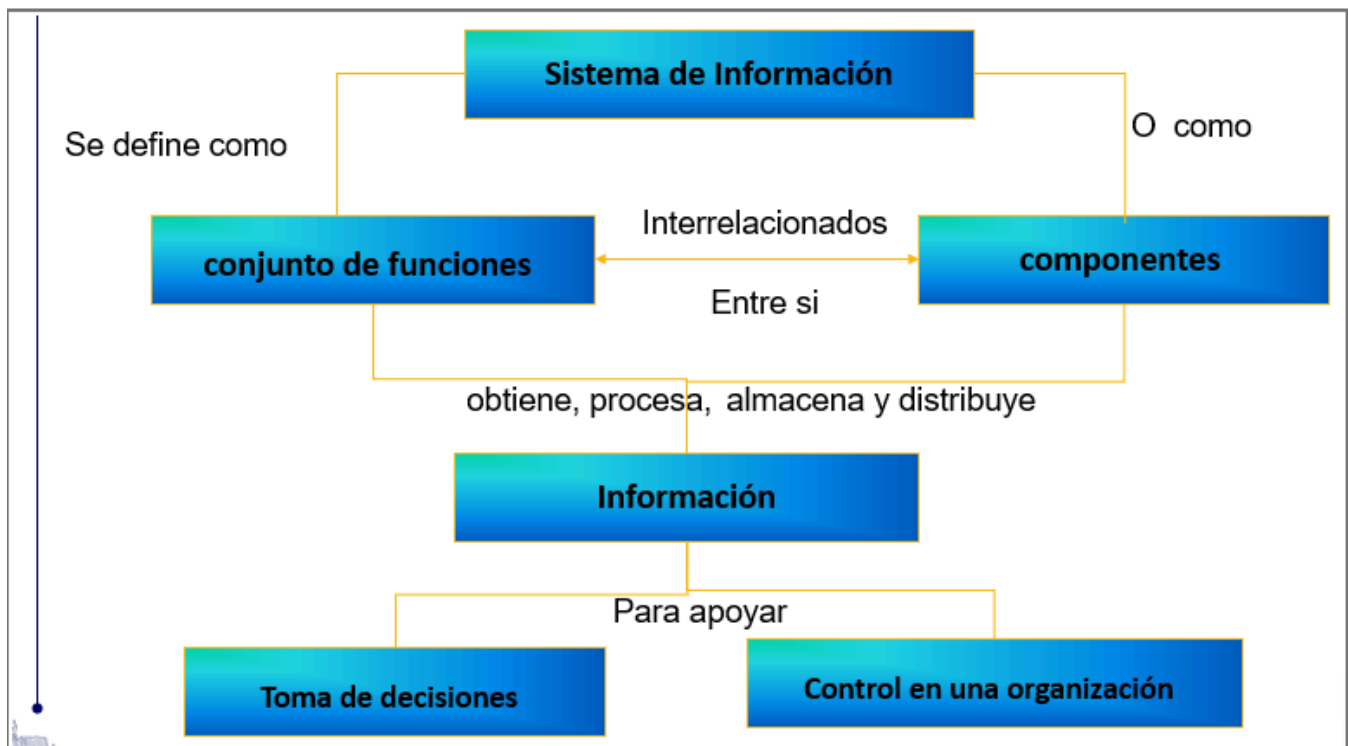 Sistema de Información
Se define como
O como
conjunto de funciones
Interrelacionados
Entre si
componentes
obtiene, procesa, almacena y distribuye
Información
Para apoyar
Toma de decisiones
Control en una organización